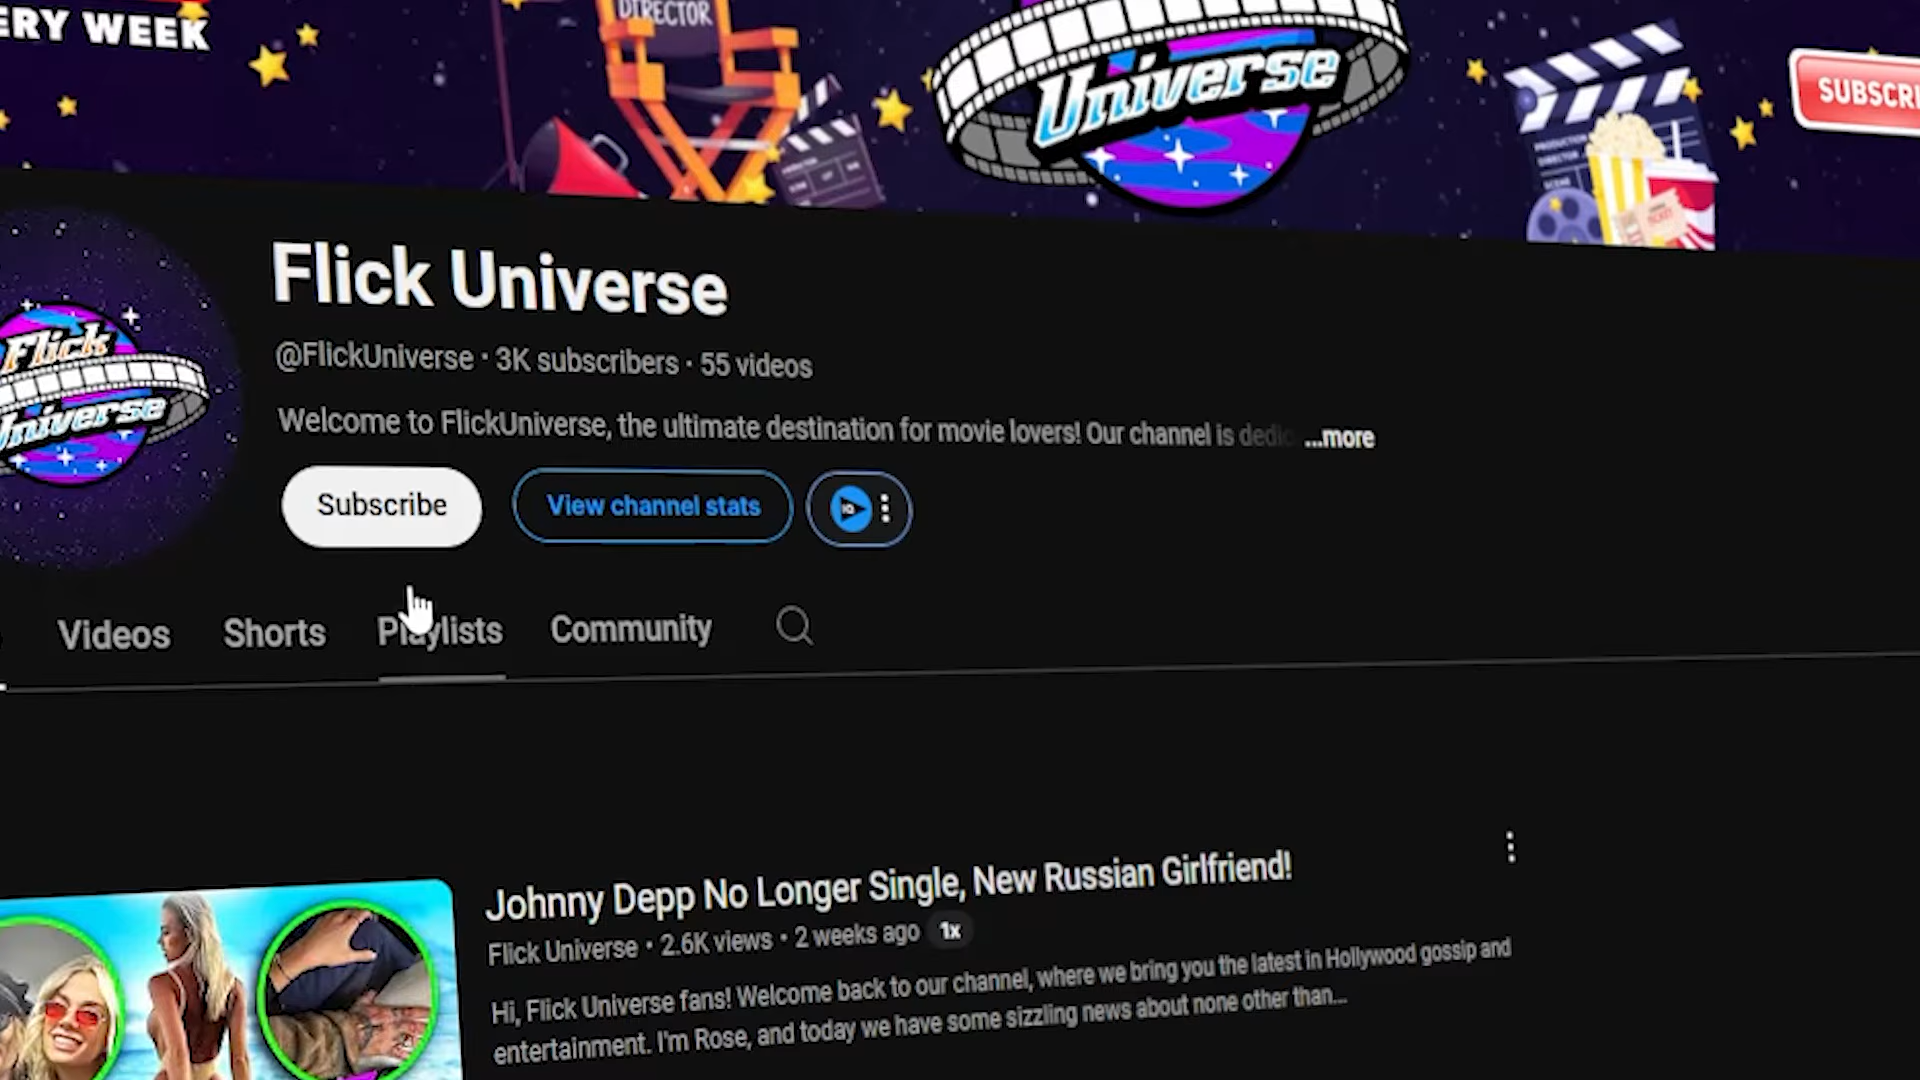 ERY WEEK
DIRECTOR
Universe
SUBSCRI
Flick Universe
@FlickUniverse · 3K subscribers · 55 videos
Flick
Universe
Welcome to FlickUniverse, the ultimate destination for movie lovers! Our channel is dedic ...more
Subscribe
View channel stats
IQ
Videos
Shorts
Playlists
Community
Johnny Depp No Longer Single, New Russian Girlfriend!
Flick Universe • 2.6K views • 2 weeks ago 1x
Hi, Flick Universe fans! Welcome back to our channel, where we bring you the latest in Hollywood gossip and
entertainment. I'm Rose, and today we have some sizzling news about none other than...